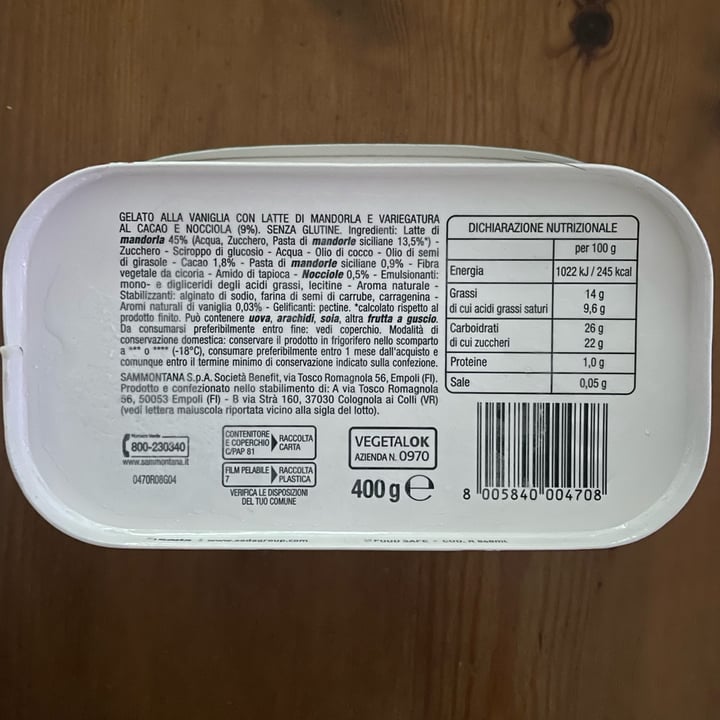 GELATO ALLA VANIGLIA CON LATTE DI MANDORLA E VARIEGATURA
AL CACAO E NOCCIOLA (9%). SENZA GLUTINE. Ingredienti: Latte di
mandorla 45% (Acqua, Zucchero, Pasta di mandorle siciliane 13,5%*) -
Zucchero - Sciroppo di glucosio - Acqua - Olio di cocco - Olio di semi
di girasole - Cacao 1,8% - Pasta di mandorle siciliane 0,9% - Fibra
vegetale da cicoria - Amido di tapioca - Nocciole 0,5% - Emulsionanti:
mono- e digliceridi degli acidi grassi, lecitine - Aroma naturale -
Stabilizzanti: alginato di sodio, farina di semi di carrube, carragenina -
Aromi naturali di vaniglia 0,03% - Gelificanti: pectine. *calcolato rispetto al
prodotto finito. Può contenere uova, arachidi, soia, altra frutta a guscio.
Da consumarsi preferibilmente entro fine: vedi coperchio. Modalità di
conservazione domestica: conservare il prodotto in frigorifero nello scomparto
a *** o **** (-18°C), consumare preferibilmente entro 1 mese dall'acquisto e
comunque entro il termine minimo di conservazione indicato sulla confezione.
SAMMONTANA S.p.A. Società Benefit, via Tosco Romagnola 56, Empoli (FI).
Prodotto e confezionato nello stabilimento di: A via Tosco Romagnola
56, 50053 Empoli (FI) - B via Strà 160, 37030 Colognola ai Colli (VR)
(vedi lettera maiuscola riportata vicino alla sigla del lotto).
DICHIARAZIONE NUTRIZIONALE
per 100 g
Energia 1022 kJ / 245 kcal
Grassi 14 g
di cui acidi grassi saturi 9,6 g
Carboidrati 26 g
di cui zuccheri 22 g
Proteine 1,0 g
Sale 0,05 g
Numero Verde
800-230340
www.sammontana.it
0470R08G04
CONTENITORE
E COPERCHIO
C/PAP 81
RACCOLTA
CARTA
FILM PELABILE
7
RACCOLTA
PLASTICA
VERIFICA LE DISPOSIZIONI
DEL TUO COMUNE
VEGETALOK
AZIENDA N. 0970
400 g e
8 005840 004708
www.sedagroup.com
FOOD SAFE